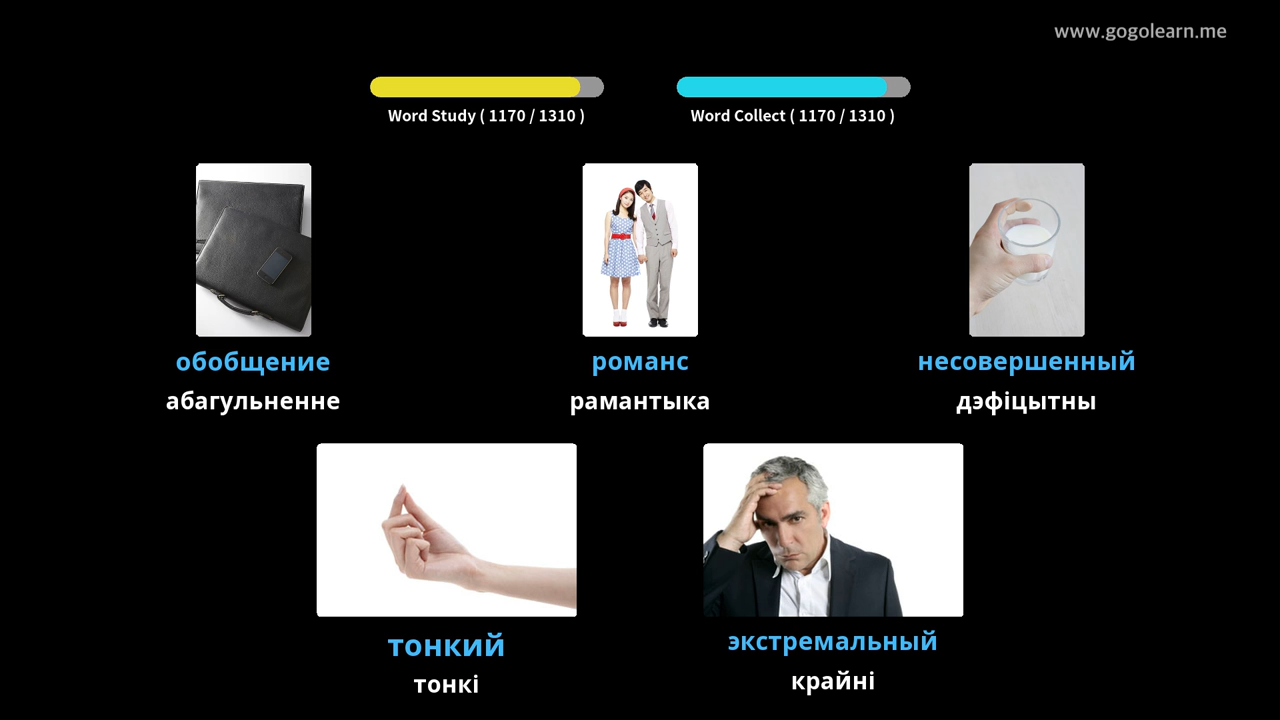 www.gogolearn.me
Word Study ( 1170 / 1310 )
Word Collect ( 1170 / 1310 )
обобщение
абагульненне
романс
рамантыка
несовершенный
дэфіцытны
тонкий
тонкі
экстремальный
крайні